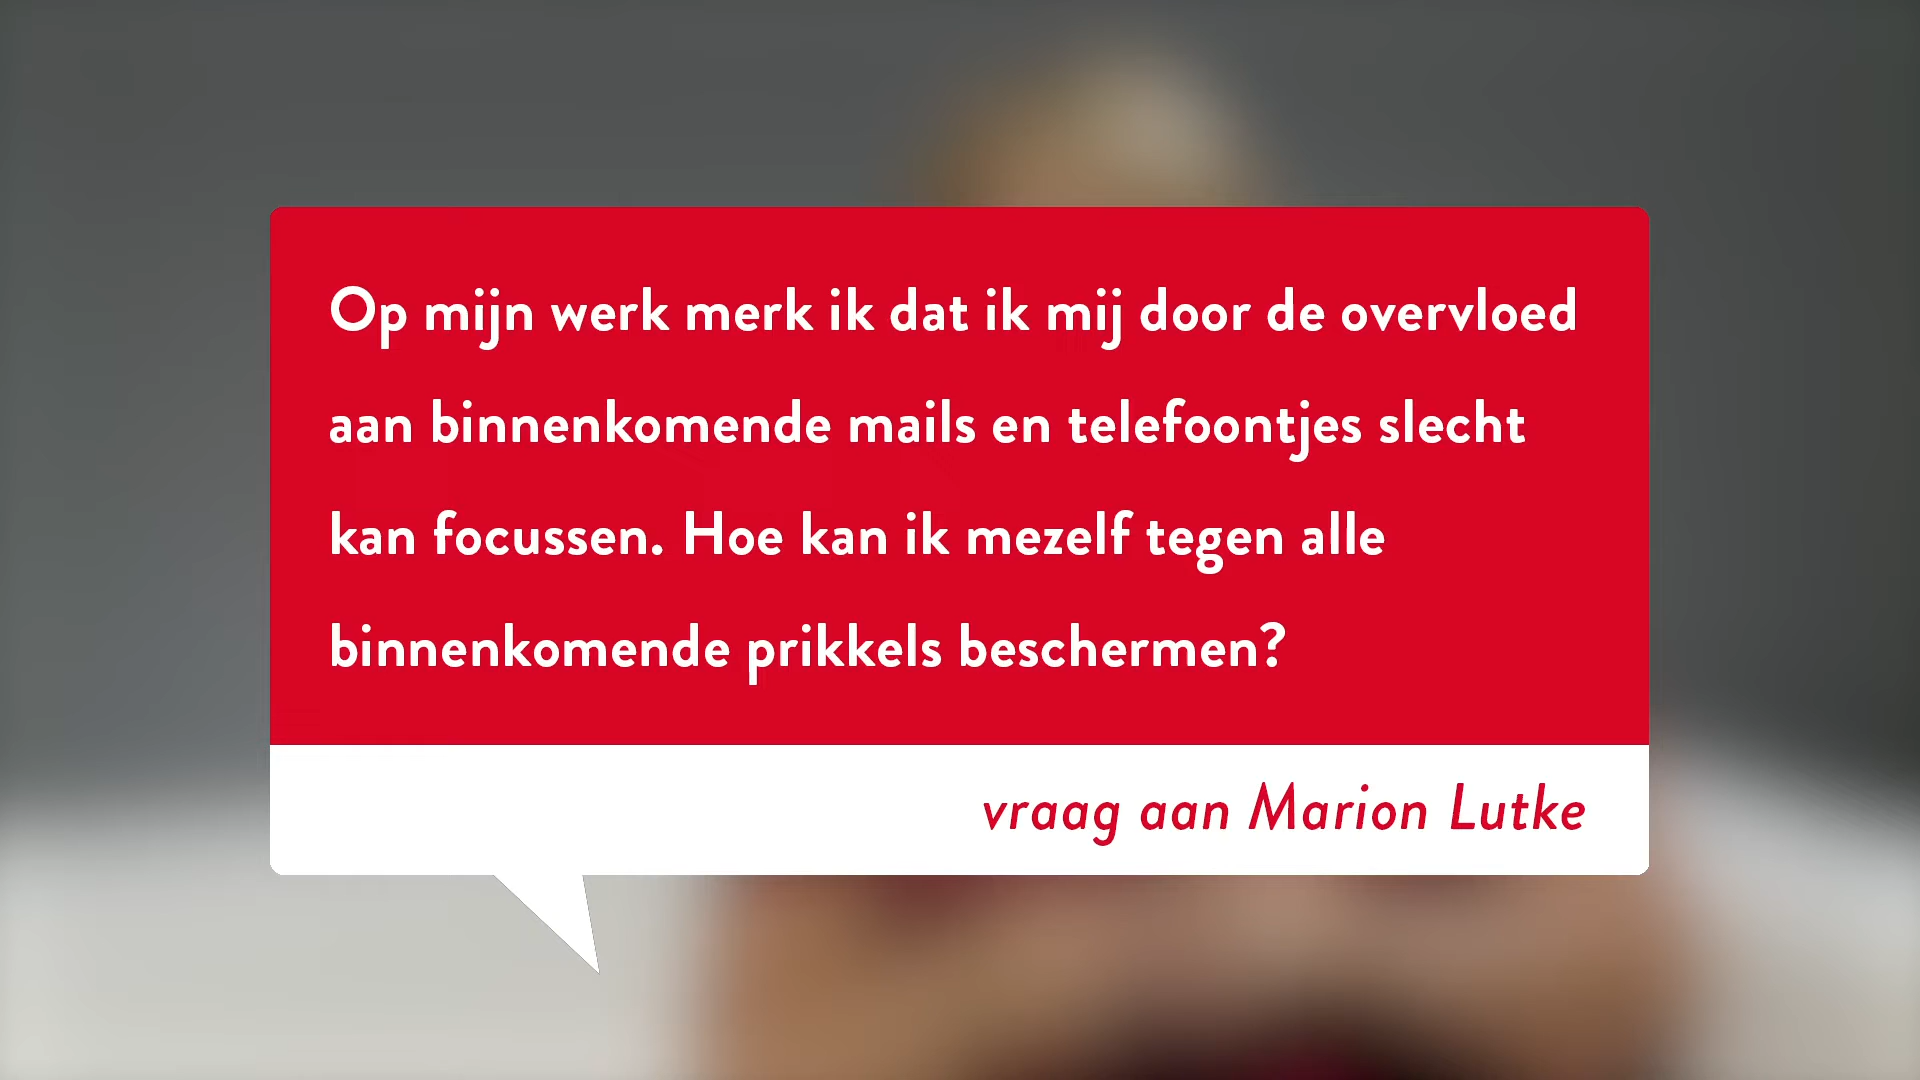 Op mijn werk merk ik dat ik mij door de overvloed
aan binnenkomende mails en telefoontjes slecht
kan focussen. Hoe kan ik mezelf tegen alle
binnenkomende prikkels beschermen?
vraag aan Marion Lutke